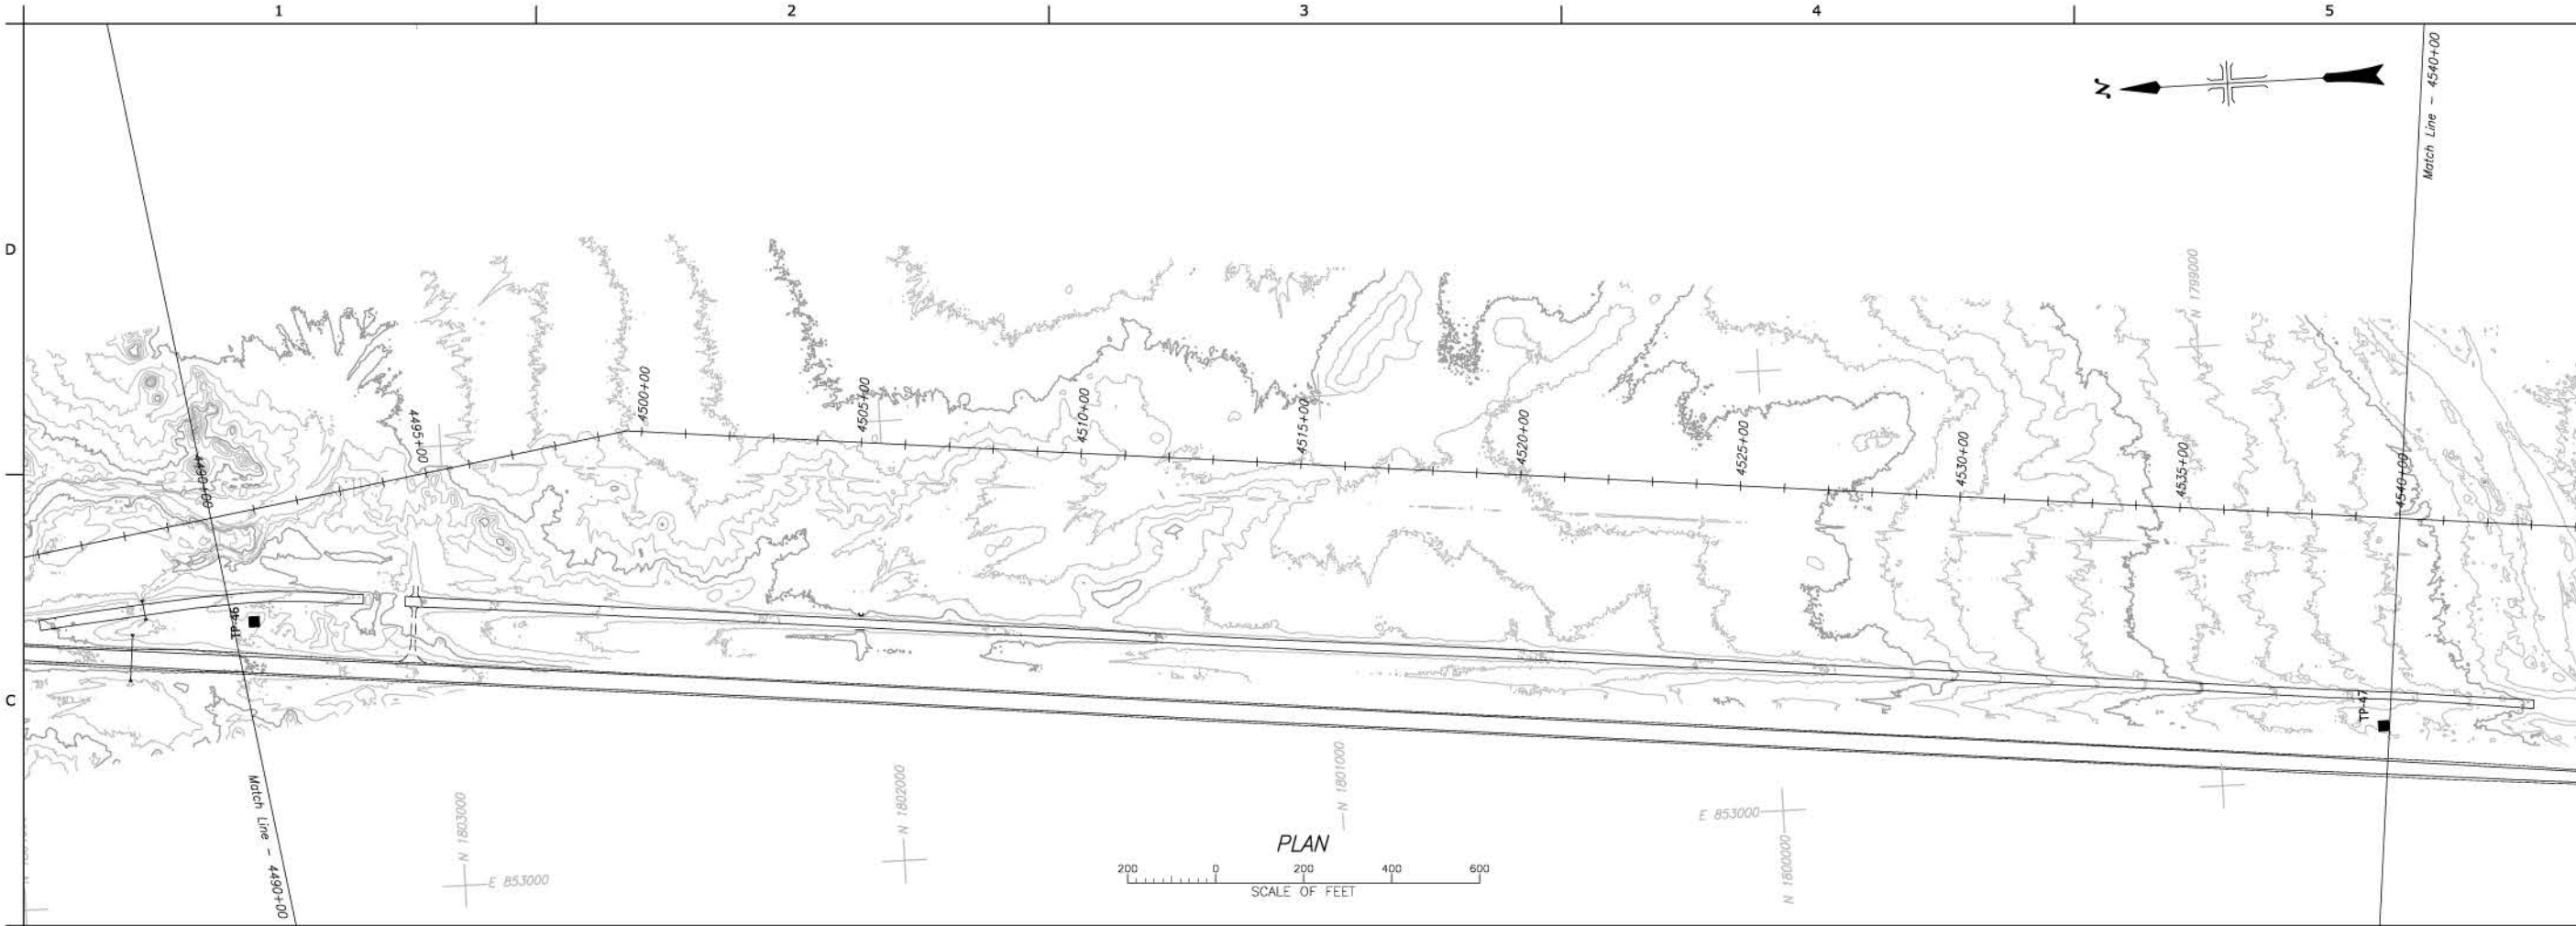 1 2 3 4 5
D
C
N
Match Line - 4540+00
N 1799000
4490+00
4495+00
4500+00
4505+00
4510+00
4515+00
4520+00
4525+00
4530+00
4535+00
4540+00
TP-46
TP-47
Match Line - 4490+00
N 1803000
E 853000
N 1802000
N 1801000
E 853000
N 1800000
PLAN
200 0 200 400 600
SCALE OF FEET